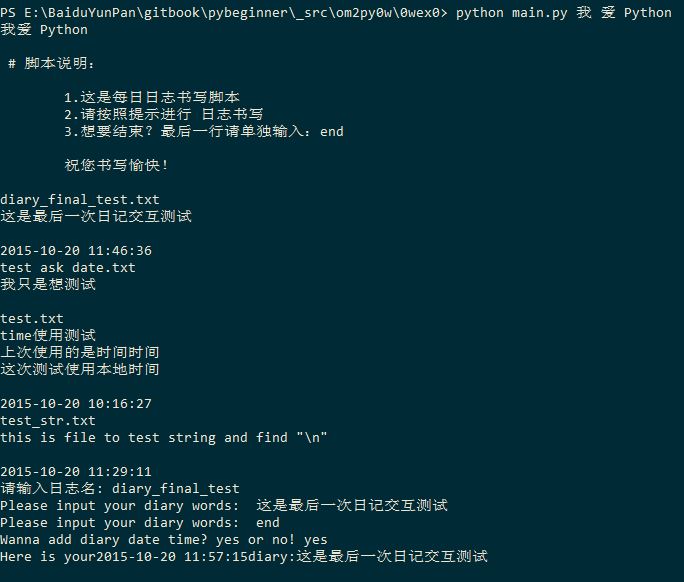 PS E:\BaiduYunPan\gitbook\pybeginner\_src\om2py0w\0wex0> python main.py 我 爱 Python
我爱 Python
# 脚本说明：
1.这是每日日志书写脚本
2.请按照提示进行 日志书写
3.想要结束？最后一行请单独输入：end
祝您书写愉快！
diary_final_test.txt
这是最后一次日记交互测试
2015-10-20 11:46:36
test ask date.txt
我只是想测试
test.txt
time使用测试
上次使用的是时间时间
这次测试使用本地时间
2015-10-20 10:16:27
test_str.txt
this is file to test string and find "\n"
2015-10-20 11:29:11
请输入日志名: diary_final_test
Please input your diary words:  这是最后一次日记交互测试
Please input your diary words:  end
Wanna add diary date time? yes or no! yes
Here is your2015-10-20 11:57:15diary:这是最后一次日记交互测试